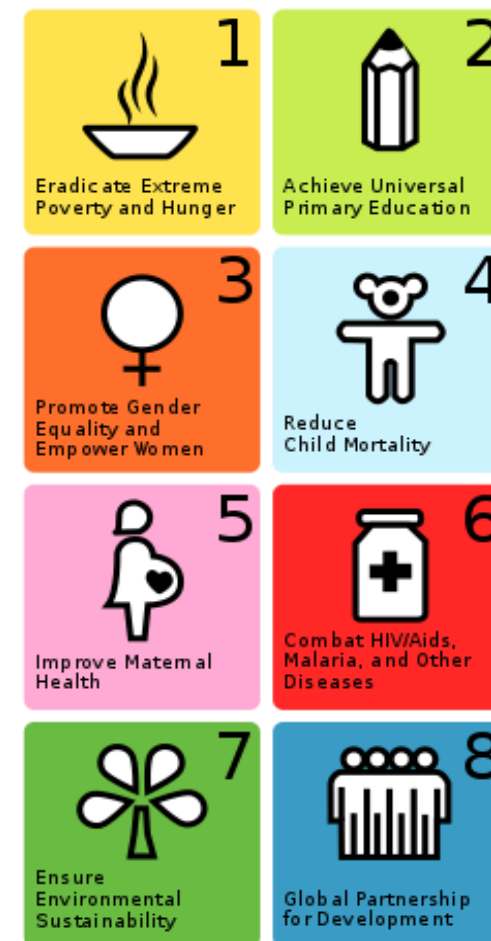 1
Eradicate Extreme
Poverty and Hunger
2
Achieve Universal
Primary Education
3
Promote Gender
Equality and
Empower Women
4
Reduce
Child Mortality
5
Improve Maternal
Health
6
Combat HIV/Aids,
Malaria, and Other
Diseases
7
Ensure
Environmental
Sustainability
8
Global Partnership
for Development